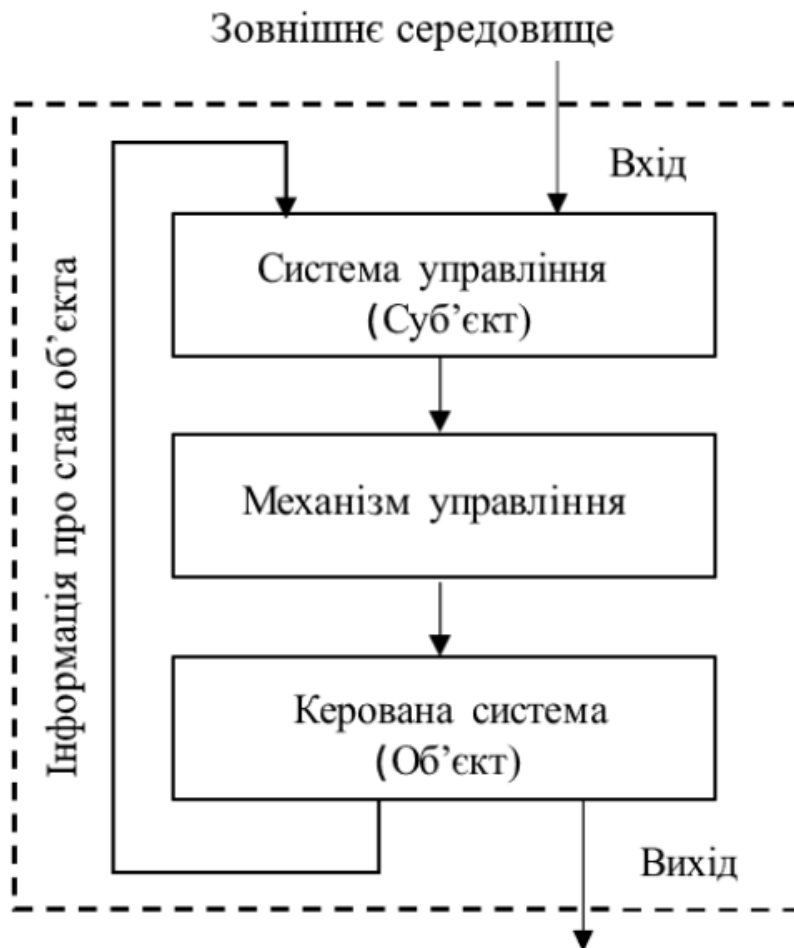 Зовнішнє середовище
Вхід
Система управління
(Суб’єкт)
Інформація про стан об’єкта
Механізм управління
Керована система
(Об’єкт)
Вихід